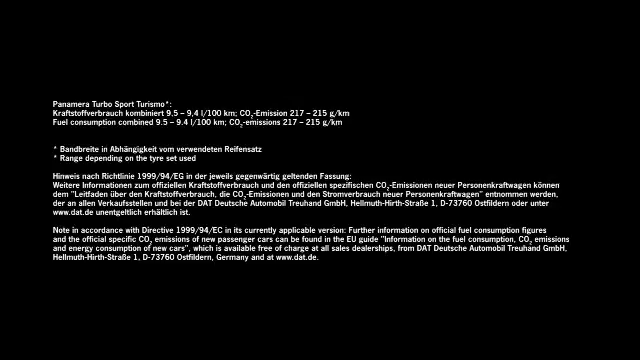 Panamera Turbo Sport Turismo*:
Kraftstoffverbrauch kombiniert 9,5 – 9,4 l/100 km; CO₂-Emission 217 – 215 g/km
Fuel consumption combined 9.5 – 9.4 l/100 km; CO₂-emissions 217 – 215 g/km
* Bandbreite in Abhängigkeit vom verwendeten Reifensatz
* Range depending on the tyre set used
Hinweis nach Richtlinie 1999/94/EG in der jeweils gegenwärtig geltenden Fassung:
Weitere Informationen zum offiziellen Kraftstoffverbrauch und den offiziellen spezifischen CO₂-Emissionen neuer Personenkraftwagen können
dem "Leitfaden über den Kraftstoffverbrauch, die CO₂-Emissionen und den Stromverbrauch neuer Personenkraftwagen" entnommen werden,
der an allen Verkaufsstellen und bei der DAT Deutsche Automobil Treuhand GmbH, Hellmuth-Hirth-Straße 1, D-73760 Ostfildern oder unter
www.dat.de unentgeltlich erhältlich ist.
Note in accordance with Directive 1999/94/EC in its currently applicable version: Further information on official fuel consumption figures
and the official specific CO₂ emissions of new passenger cars can be found in the EU guide "Information on the fuel consumption, CO₂ emissions
and energy consumption of new cars", which is available free of charge at all sales dealerships, from DAT Deutsche Automobil Treuhand GmbH,
Hellmuth-Hirth-Straße 1, D-73760 Ostfildern, Germany and at www.dat.de.